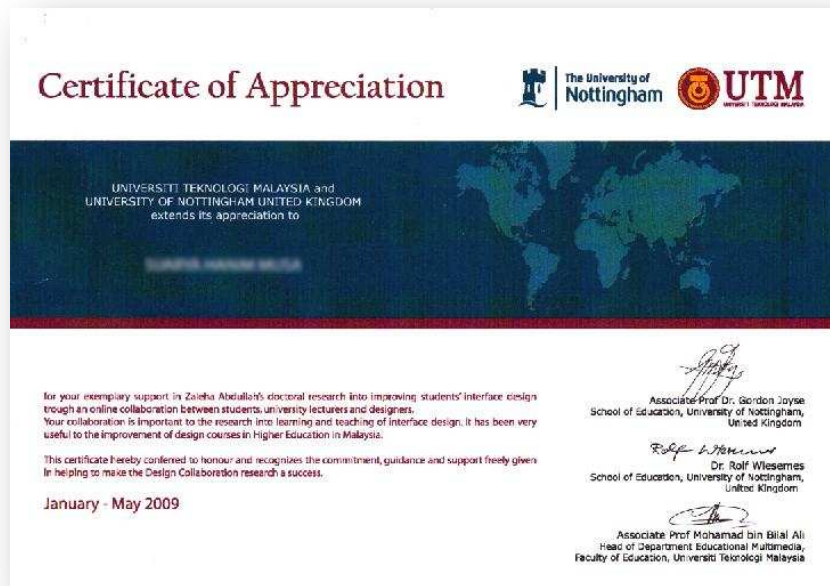 Certificate of Appreciation
The University of
Nottingham
UTM
UNIVERSITI TEKNOLOGI MALAYSIA
UNIVERSITI TEKNOLOGI MALAYSIA and
UNIVERSITY OF NOTTINGHAM UNITED KINGDOM
extends its appreciation to
for your exemplary support in Zaleha Abdullah's doctoral research into improving students' interface design
trough an online collaboration between students, university lecturers and designers.
Your collaboration is important to the research into learning and teaching of interface design. It has been very
useful to the improvement of design courses in Higher Education in Malaysia.
This certificate hereby conferred to honour and recognizes the commitment, guidance and support freely given
in helping to make the Design Collaboration research a success.
January - May 2009
Associate Prof Dr. Gordon Joyse
School of Education, University of Nottingham,
United Kingdom
Rolf Wiesemes
Dr. Rolf Wiesemes
School of Education, University of Nottingham,
United Kingdom
Associate Prof Mohamad bin Bilal Ali
Head of Department Educational Multimedia,
Faculty of Education, Universiti Teknologi Malaysia